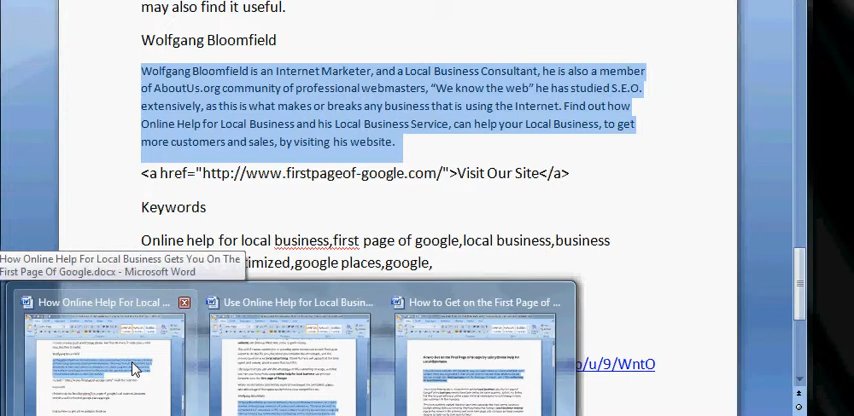 may also find it useful.
Wolfgang Bloomfield
Wolfgang Bloomfield is an Internet Marketer, and a Local Business Consultant, he is also a member
of AboutUs.org community of professional webmasters, “We know the web” he has studied S.E.O.
extensively, as this is what makes or breaks any business that is using the Internet. Find out how
Online Help for Local Business and his Local Business Service, can help your Local Business, to get
more customers and sales, by visiting his website.
<a href="http://www.firstpageof-google.com/">Visit Our Site</a>
Keywords
Online help for local business,first page of google,local business,business
timized,google places,google,
How Online Help For Local Business Gets You On The
First Page Of Google.docx - Microsoft Word
How Online Help For Local ...
Use Online Help for Local Busin...
How to Get on the First Page of ...
p/u/9/WntO